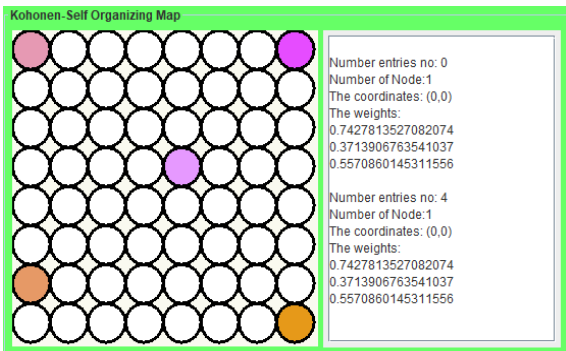 Kohonen-Self Organizing Map
Number entries no: 0
Number of Node:1
The coordinates: (0,0)
The weights:
0.7427813527082074
0.3713906763541037
0.5570860145311556
Number entries no: 4
Number of Node:1
The coordinates: (0,0)
The weights:
0.7427813527082074
0.3713906763541037
0.5570860145311556